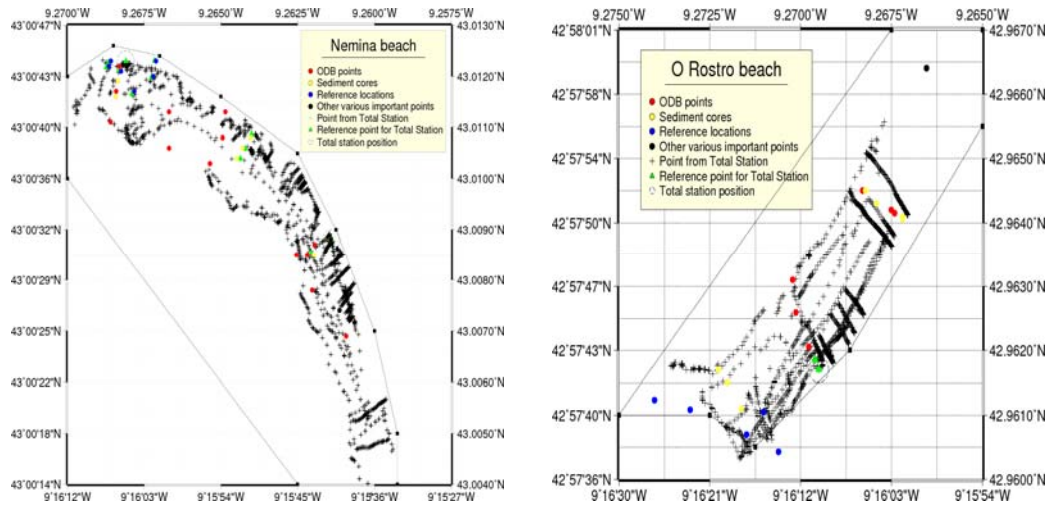 9.2700˚W 9.2675˚W 9.2650˚W 9.2625˚W 9.2600˚W 9.2575˚W
43˚00'47"N 43.0130˚N
43˚00'43"N 43.0120˚N
43˚00'40"N 43.0110˚N
43˚00'36"N 43.0100˚N
43˚00'32"N 43.0090˚N
43˚00'29"N 43.0080˚N
43˚00'25"N 43.0070˚N
43˚00'22"N 43.0060˚N
43˚00'18"N 43.0050˚N
43˚00'14"N 43.0040˚N
9˚16'12"W 9˚16'03"W 9˚15'54"W 9˚15'45"W 9˚15'36"W 9˚15'27"W
Nemina beach
ODB points
Sediment cores
Reference locations
Other various important points
Point from Total Station
Reference point for Total Station
Total station position
9.2750˚W 9.2725˚W 9.2700˚W 9.2675˚W 9.2650˚W
42˚58'01"N 42.9670˚N
42˚57'58"N 42.9660˚N
42˚57'54"N 42.9650˚N
42˚57'50"N 42.9640˚N
42˚57'47"N 42.9630˚N
42˚57'43"N 42.9620˚N
42˚57'40"N 42.9610˚N
42˚57'36"N 42.9600˚N
9˚16'30"W 9˚16'21"W 9˚16'12"W 9˚16'03"W 9˚15'54"W
O Rostro beach
ODB points
Sediment cores
Reference locations
Other various important points
Point from Total Station
Reference point for Total Station
Total station position